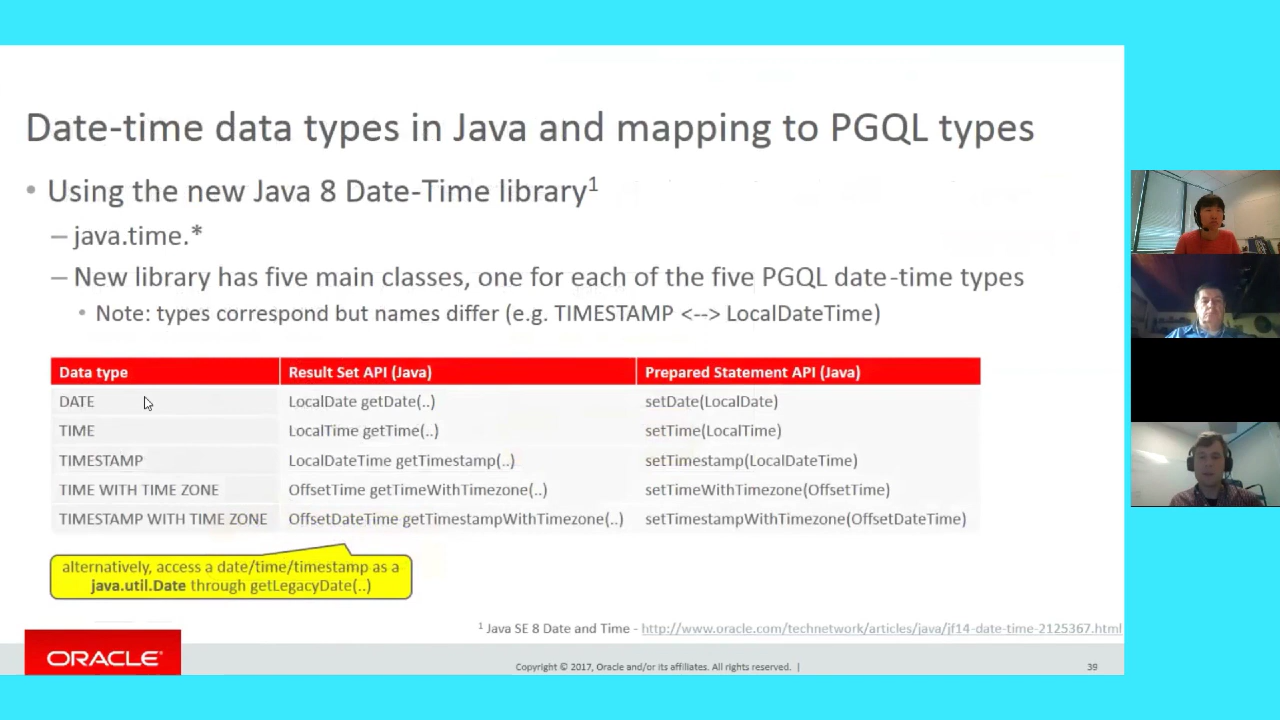 Date-time data types in Java and mapping to PGQL types
• Using the new Java 8 Date-Time library¹
– java.time.*
– New library has five main classes, one for each of the five PGQL date-time types
• Note: types correspond but names differ (e.g. TIMESTAMP <--> LocalDateTime)
Data type Result Set API (Java) Prepared Statement API (Java)
DATE LocalDate getDate(..) setDate(LocalDate)
TIME LocalTime getTime(..) setTime(LocalTime)
TIMESTAMP LocalDateTime getTimestamp(..) setTimestamp(LocalDateTime)
TIME WITH TIME ZONE OffsetTime getTimeWithTimezone(..) setTimeWithTimezone(OffsetTime)
TIMESTAMP WITH TIME ZONE OffsetDateTime getTimestampWithTimezone(..) setTimestampWithTimezone(OffsetDateTime)
alternatively, access a date/time/timestamp as a
java.util.Date through getLegacyDate(..)
¹ Java SE 8 Date and Time - http://www.oracle.com/technetwork/articles/java/jf14-date-time-2125367.html
ORACLE®
Copyright © 2017, Oracle and/or its affiliates. All rights reserved. | 39